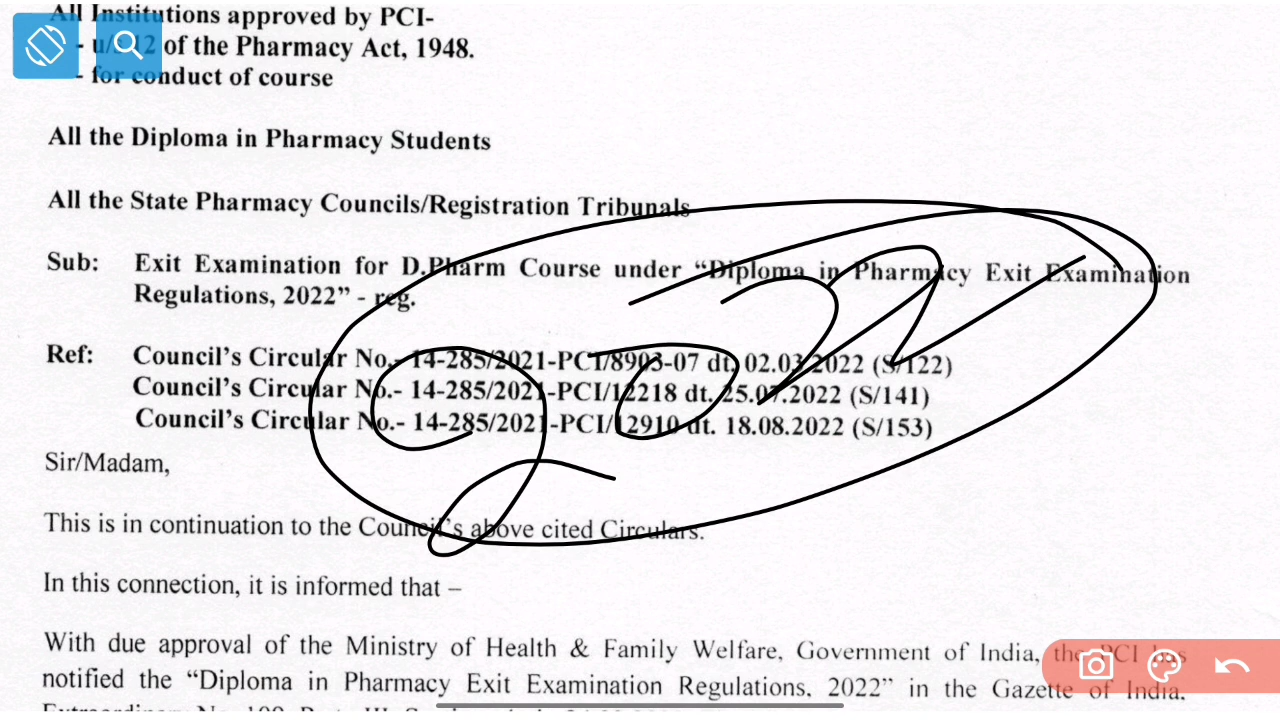 All Institutions approved by PCI-
- u/s 12 of the Pharmacy Act, 1948.
- for conduct of course
All the Diploma in Pharmacy Students
All the State Pharmacy Councils/Registration Tribunals
Sub: Exit Examination for D.Pharm Course under “Diploma in Pharmacy Exit Examination
Regulations, 2022” - reg.
Ref: Council’s Circular No.- 14-285/2021-PCI/8903-07 dt. 02.03.2022 (S/122)
Council’s Circular No.- 14-285/2021-PCI/12218 dt. 25.07.2022 (S/141)
Council’s Circular No.- 14-285/2021-PCI/12910 dt. 18.08.2022 (S/153)
Sir/Madam,
This is in continuation to the Council’s above cited Circulars.
In this connection, it is informed that –
With due approval of the Ministry of Health & Family Welfare, Government of India, the PCI has
notified the “Diploma in Pharmacy Exit Examination Regulations, 2022” in the Gazette of India,